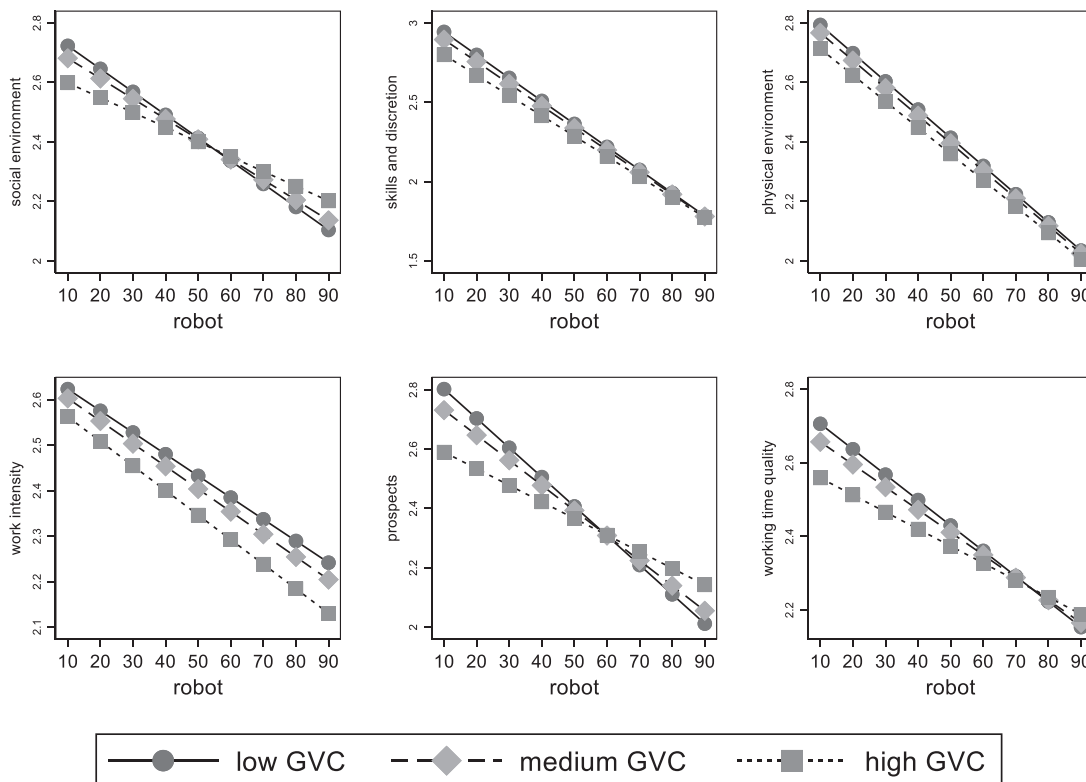 social environment
2 2.2 2.4 2.6 2.8
10 20 30 40 50 60 70 80 90
robot
skills and discretion
1.5 2 2.5 3
10 20 30 40 50 60 70 80 90
robot
physical environment
2 2.2 2.4 2.6 2.8
10 20 30 40 50 60 70 80 90
robot
work intensity
2.1 2.2 2.3 2.4 2.5 2.6
10 20 30 40 50 60 70 80 90
robot
prospects
2 2.2 2.4 2.6 2.8
10 20 30 40 50 60 70 80 90
robot
working time quality
2.2 2.4 2.6 2.8
10 20 30 40 50 60 70 80 90
robot
low GVC medium GVC high GVC